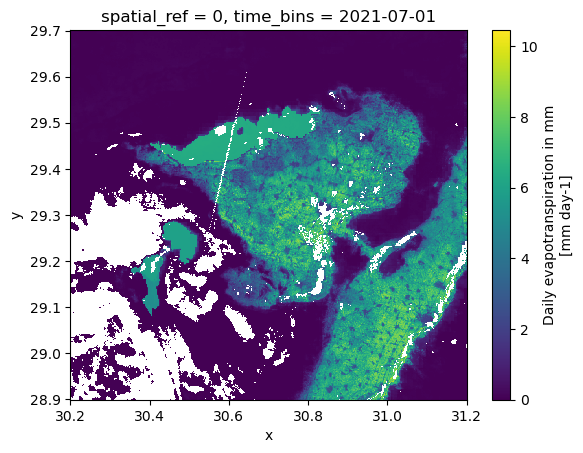 spatial_ref = 0, time_bins = 2021-07-01
29.7
29.6
29.5
29.4
29.3
29.2
29.1
29.0
28.9
y
30.2 30.4 30.6 30.8 31.0 31.2
x
10
8
6
4
2
0
Daily evapotranspiration in mm
[mm day-1]